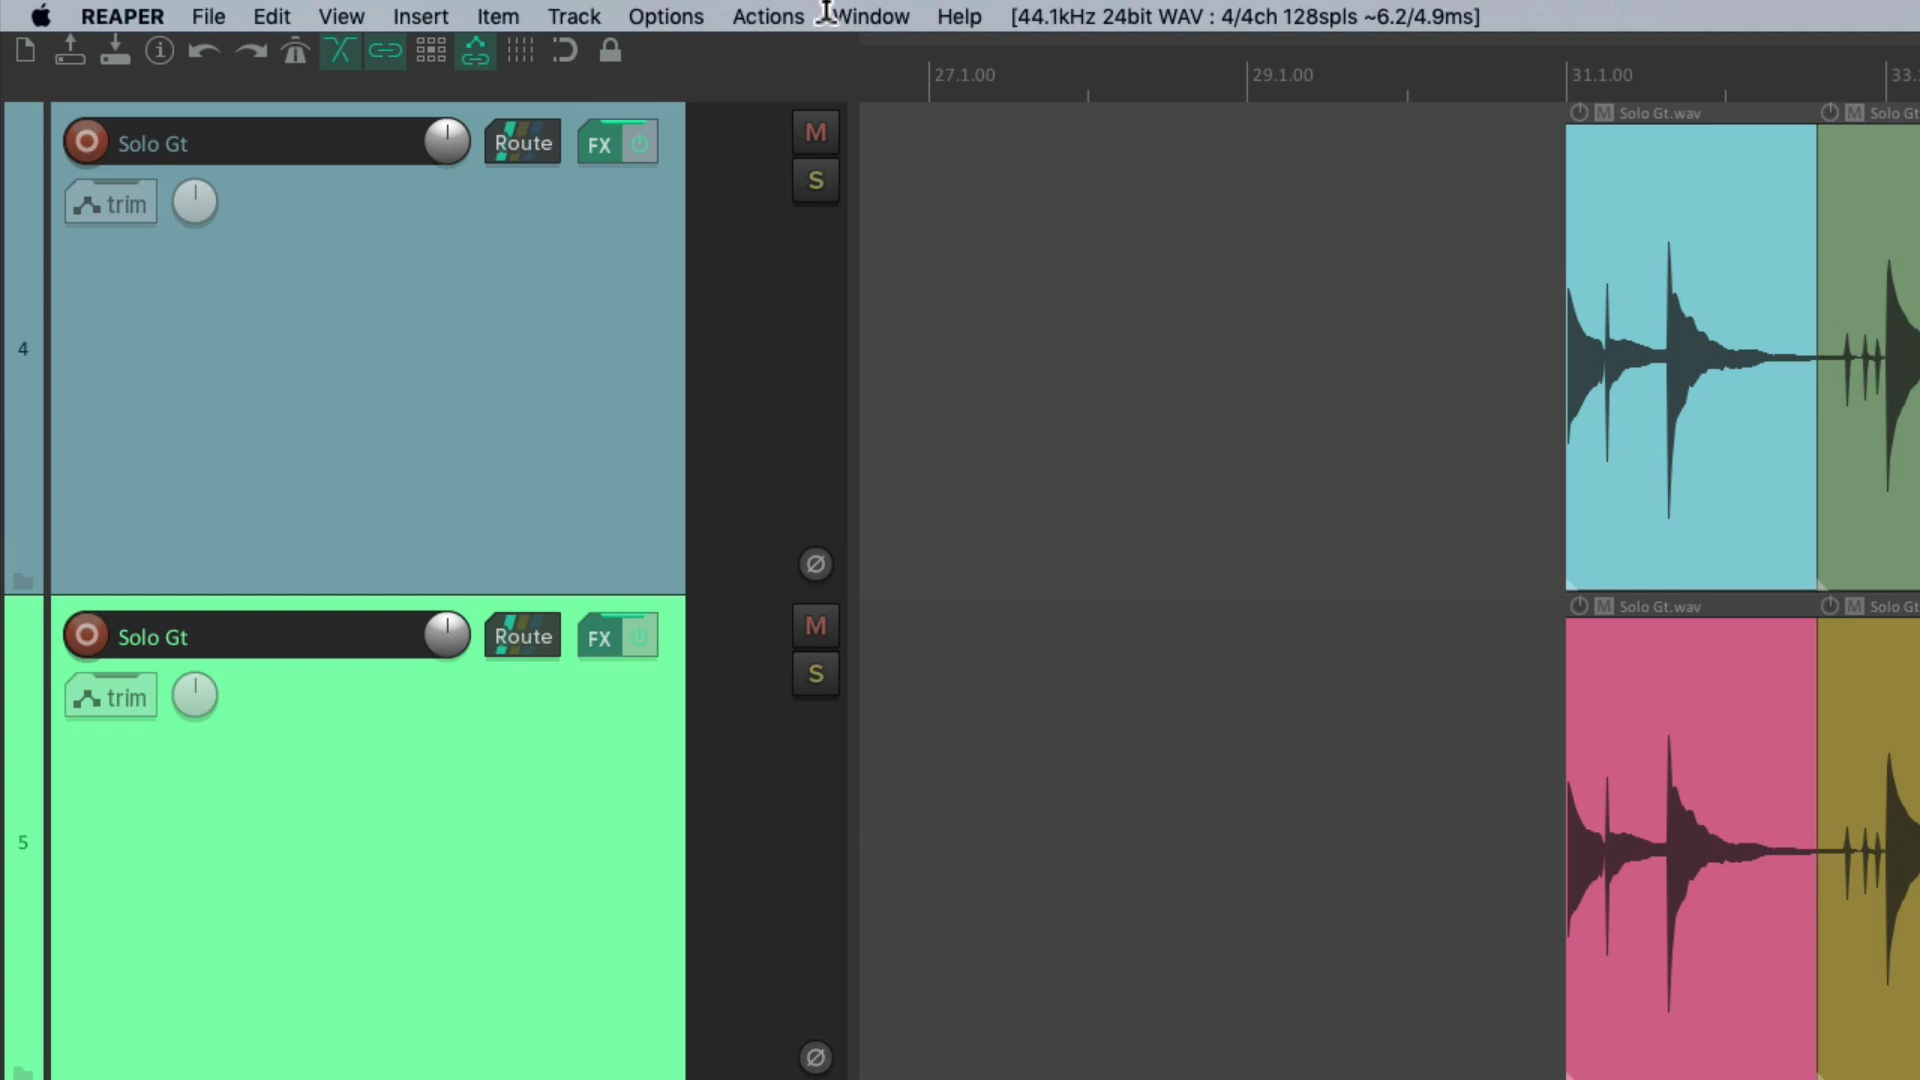 REAPER File Edit View Insert Item Track Options Actions Window Help [44.1kHz 24bit WAV : 4/4ch 128spls ~6.2/4.9ms]
27.1.00 29.1.00 31.1.00 33.
Solo Gt Route FX M
M Solo Gt.wav M Solo Gt
trim S
4
Ø
Solo Gt Route FX M
M Solo Gt.wav M Solo Gt
trim S
5
Ø